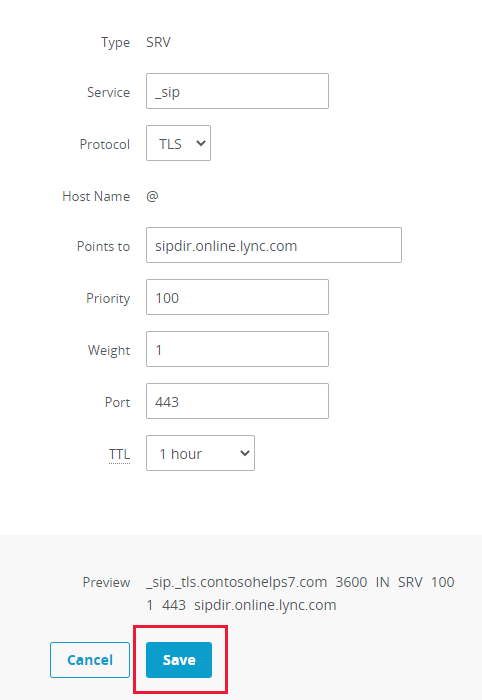 Type SRV
Service _sip
Protocol TLS
Host Name @
Points to sipdir.online.lync.com
Priority 100
Weight 1
Port 443
TTL 1 hour
Preview _sip._tls.contosohelps7.com 3600 IN SRV 100
1 443 sipdir.online.lync.com
Cancel Save